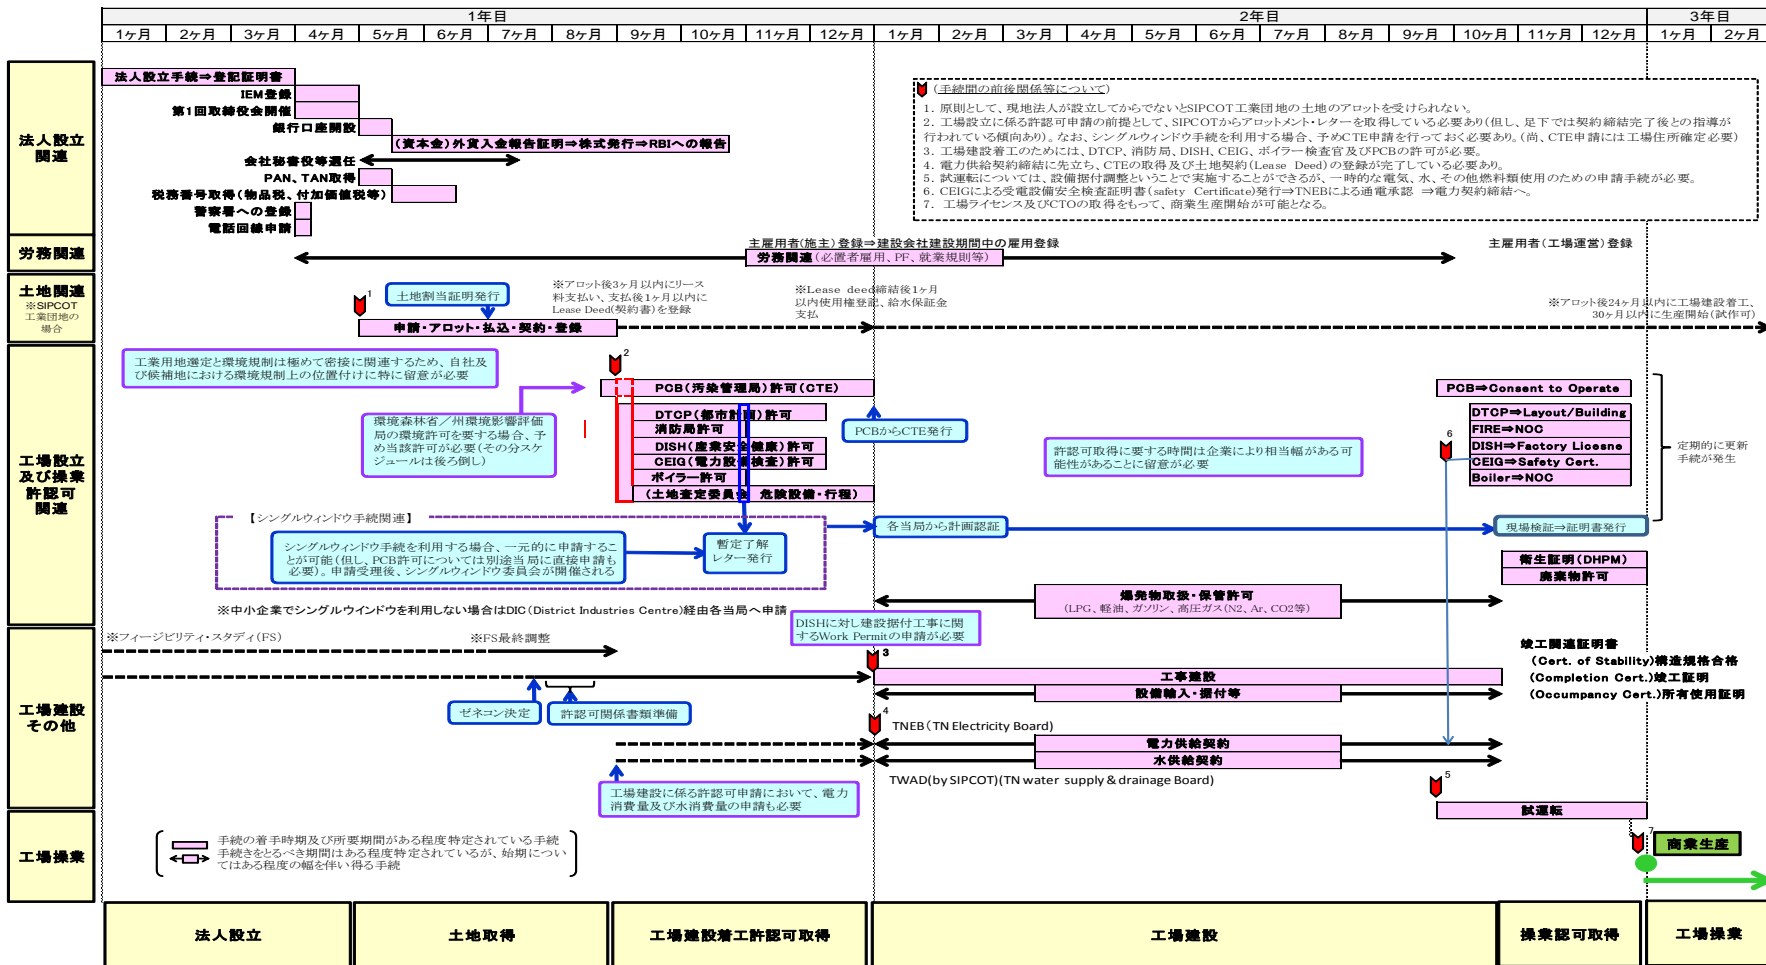 1年目
2年目
3年目
1ヶ月 2ヶ月 3ヶ月 4ヶ月 5ヶ月 6ヶ月 7ヶ月 8ヶ月 9ヶ月 10ヶ月 11ヶ月 12ヶ月 1ヶ月 2ヶ月 3ヶ月 4ヶ月 5ヶ月 6ヶ月 7ヶ月 8ヶ月 9ヶ月 10ヶ月 11ヶ月 12ヶ月 1ヶ月 2ヶ月
法人設立
関連
法人設立手続⇒登記証明書
IEM登録
第1回取締役会開催
銀行口座開設
(資本金)外貨入金報告証明⇒株式発行⇒RBIへの報告
会社秘書役等選任
PAN、TAN取得
税務番号取得(物品税、付加価値税等)
警察署への登録
電話回線申請
(手続間の前後関係等について)
1. 原則として、現地法人が設立してからでないとSIPCOT工業団地の土地のアロットを受けられない。
2. 工場設立に係る許認可申請の前提として、SIPCOTからアロットメント・レターを取得している必要あり(但し、足下では契約締結完了後との指導が
行われている傾向あり)。なお、シングルウィンドウ手続を利用する場合、予めCTE申請を行っておく必要あり。(尚、CTE申請には工場住所確定必要)
3. 工場建設着工のためには、DTCP、消防局、DISH、CEIG、ボイラー検査官及びPCBの許可が必要。
4. 電力供給契約締結に先立ち、CTEの取得及び土地契約(Lease Deed)の登録が完了している必要あり。
5. 試運転については、設備据付調整ということで実施することができるが、一時的な電気、水、その他燃料類使用のための申請手続が必要。
6. CEIGによる受電設備安全検査証明書(safety Certificate)発行⇒TNEBによる通電承認 ⇒電力契約締結へ。
7. 工場ライセンス及びCTOの取得をもって、商業生産開始が可能となる。
労務関連
主雇用者(施主)登録⇒建設会社建設期間中の雇用登録
主雇用者(工場運営)登録
労務関連(必置者雇用、PF、就業規則等)
土地関連
※SIPCOT
工業団地の
場合
1
土地割当証明発行
※アロット後3ヶ月以内にリース
料支払い、支払後1ヶ月以内に
Lease Deed(契約書)を登録
※Lease deed締結後1ヶ月
以内使用権登記、給水保証金
支払
※アロット後24ヶ月以内に工場建設着工、
30ヶ月以内に生産開始(試作可)
申請・アロット・払込・契約・登録
工場設立
及び操業
許認可
関連
工業用地選定と環境規制は極めて密接に関連するため、自社及
び候補地における環境規制上の位置付けに特に留意が必要
2
PCB(汚染管理局)許可(CTE)
PCB⇒Consent to Operate
環境森林省/州環境影響評価
局の環境許可を要する場合、予
め当該許可が必要(その分スケ
ジュールは後ろ倒し)
DTCP(都市計画)許可
消防局許可
DISH(産業安全健康)許可
CEIG(電力設備検査)許可
ボイラー許可
(土地査定委員会 危険設備・行程)
PCBからCTE発行
許認可取得に要する時間は企業により相当幅がある可
能性があることに留意が必要
6
DTCP⇒Layout/Building
FIRE⇒NOC
DISH⇒Factory Licesne
CEIG⇒Safety Cert.
Boiler⇒NOC
定期的に更新
手続が発生
【シングルウィンドウ手続関連】
シングルウィンドウ手続を利用する場合、一元的に申請するこ
とが可能(但し、PCB許可については別途当局に直接申請も
必要)。申請受理後、シングルウィンドウ委員会が開催される
暫定了解
レター発行
各当局から計画認証
現場検証⇒証明書発行
衛生証明(DHPM)
廃棄物許可
※中小企業でシングルウインドウを利用しない場合はDIC(District Industries Centre)経由各当局へ申請
爆発物取扱・保管許可
(LPG、軽油、ガソリン、高圧ガス(N2、Ar、CO2等)
工場建設
その他
※フィージビリティ・スタディ(FS)
※FS最終調整
DISHに対し建設据付工事に関
するWork Permitの申請が必要
3
工事建設
設備輸入・据付等
竣工関連証明書
(Cert. of Stability)構造規格合格
(Completion Cert.)竣工証明
(Occumpancy Cert.)所有使用証明
ゼネコン決定
許認可関係書類準備
4
TNEB(TN Electricity Board)
電力供給契約
水供給契約
TWAD(by SIPCOT)(TN water supply & drainage Board)
工場建設に係る許認可申請において、電力
消費量及び水消費量の申請も必要
5
試運転
工場操業
手続の着手時期及び所要期間がある程度特定されている手続
手続きをとるべき期間はある程度特定されているが、始期につい
てはある程度の幅を伴い得る手続
7
商業生産
法人設立
土地取得
工場建設着工許認可取得
工場建設
操業認可取得
工場操業